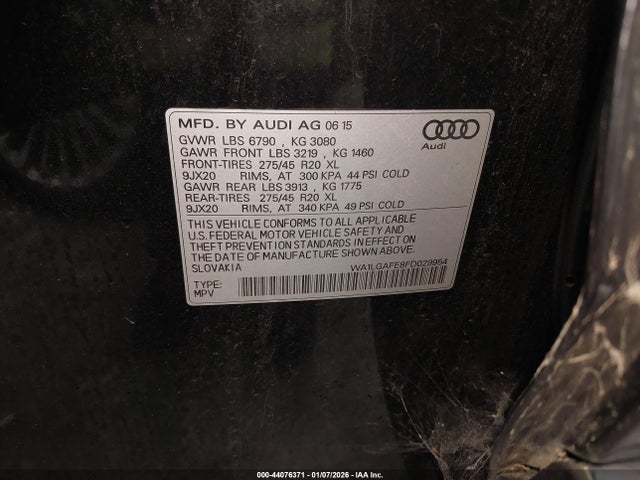 MFD. BY AUDI AG 06 15
GVWR LBS 6790 , KG 3080
GAWR FRONT LBS 3219 , KG 1460
FRONT-TIRES 275/45 R20 XL
9JX20 RIMS, AT 300 KPA 44 PSI COLD
GAWR REAR LBS 3913 , KG 1775
REAR-TIRES 275/45 R20 XL
9JX20 RIMS, AT 340 KPA 49 PSI COLD
Audi
THIS VEHICLE CONFORMS TO ALL APPLICABLE
U.S. FEDERAL MOTOR VEHICLE SAFETY AND
THEFT PREVENTION STANDARDS IN EFFECT ON
THE DATE OF MANUFACTURE SHOWN ABOVE.
SLOVAKIA
WA1LGAFE8FD029954
TYPE:
MPV
000-44076371 - 01/07/2026 - IAA Inc.